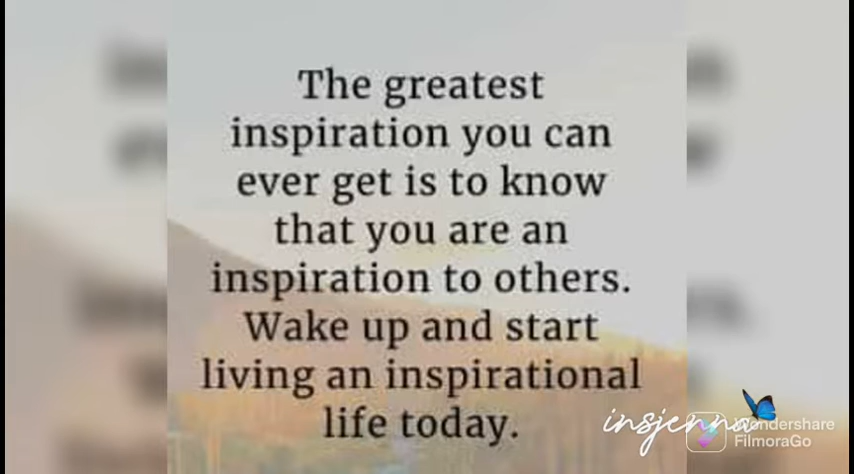 The greatest
inspiration you can
ever get is to know
that you are an
inspiration to others.
Wake up and start
living an inspirational
life today.
insjenna
Wondershare
FilmoraGo